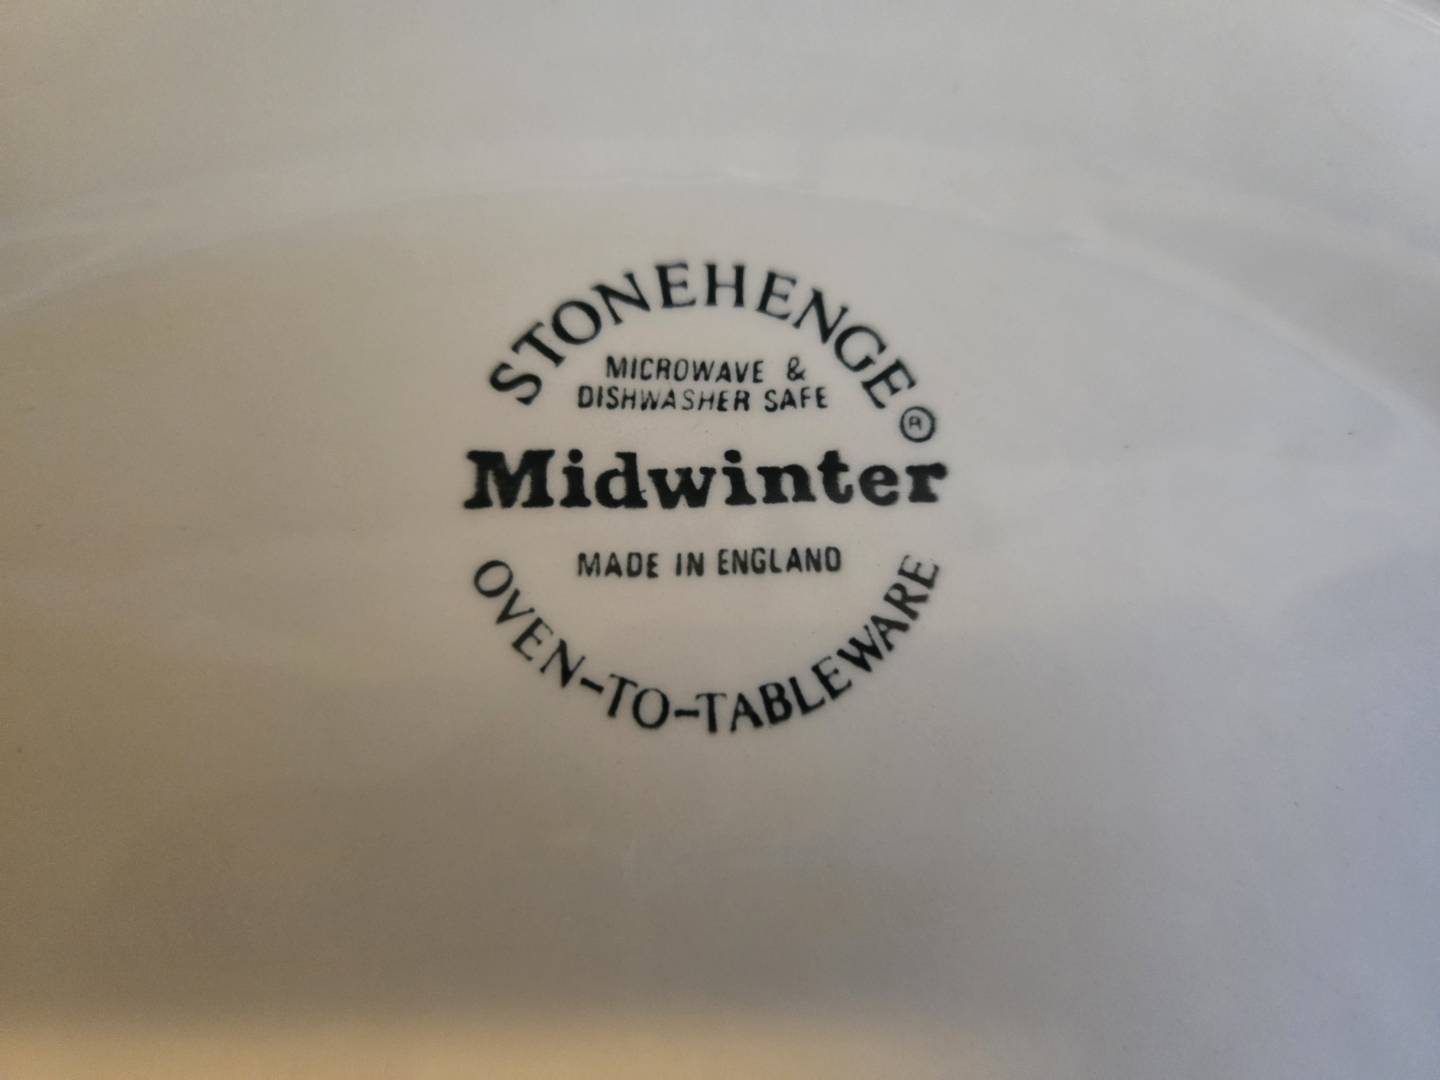 STONEHENGE ®
MICROWAVE &
DISHWASHER SAFE
Midwinter
MADE IN ENGLAND
OVEN-TO-TABLEWARE